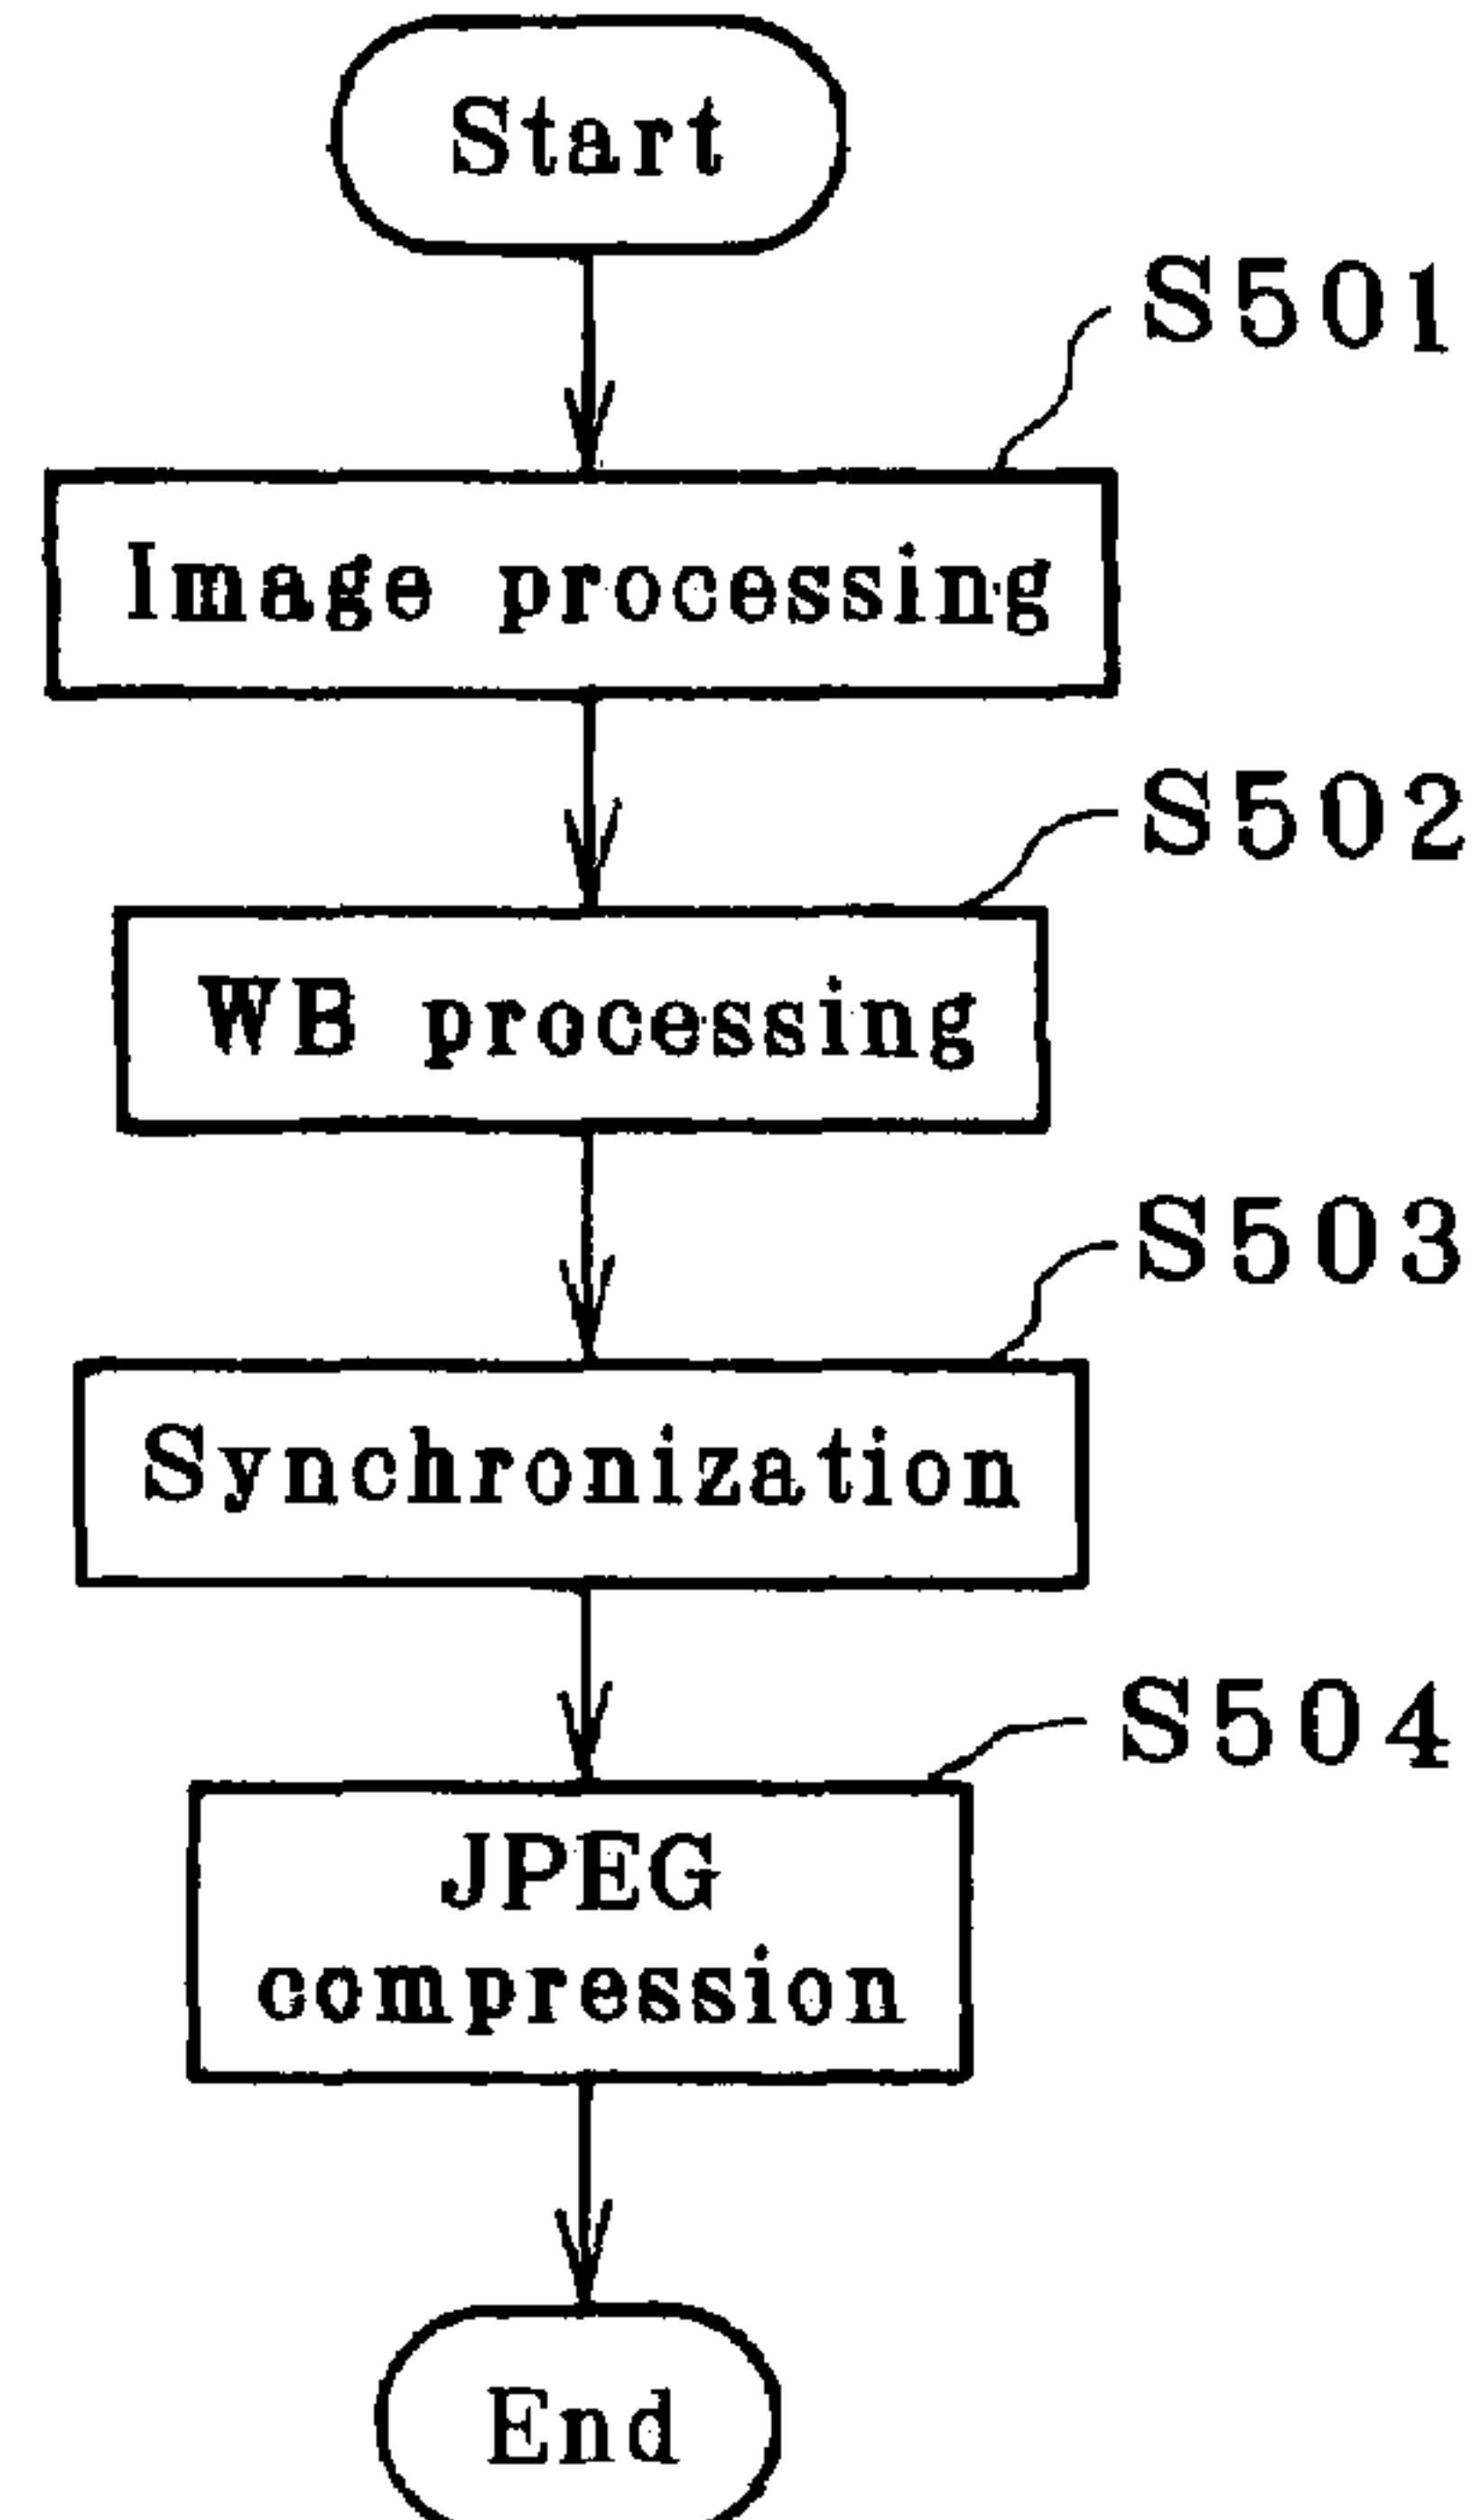 Start
S501
Image processing
S502
WB processing
S503
Synchronization
S504
JPEG
compression
End